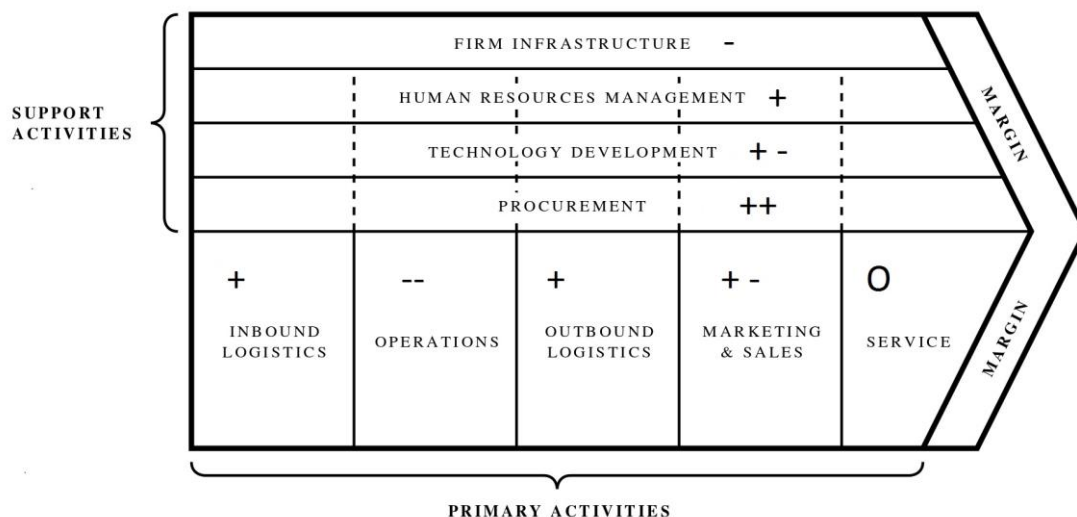 FIRM INFRASTRUCTURE -
HUMAN RESOURCES MANAGEMENT +
SUPPORT
ACTIVITIES
TECHNOLOGY DEVELOPMENT + -
PROCUREMENT ++
MARGIN
+ -- + + - O
INBOUND
LOGISTICS
OPERATIONS
OUTBOUND
LOGISTICS
MARKETING
& SALES
SERVICE
MARGIN
PRIMARY ACTIVITIES